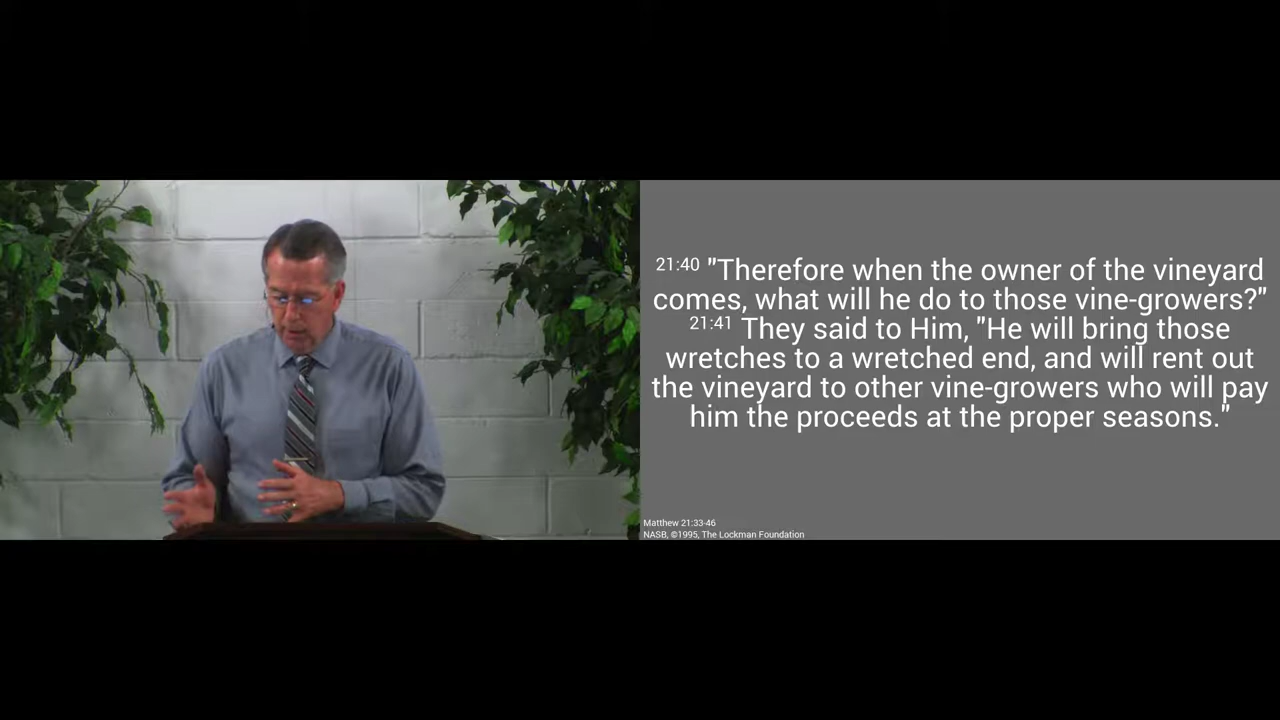 21:40 "Therefore when the owner of the vineyard
comes, what will he do to those vine-growers?"
21:41 They said to Him, "He will bring those
wretches to a wretched end, and will rent out
the vineyard to other vine-growers who will pay
him the proceeds at the proper seasons."
Matthew 21:33-46
NASB, ©1995, The Lockman Foundation